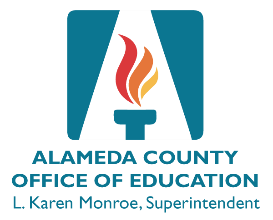 ALAMEDA COUNTY
OFFICE OF EDUCATION
L. Karen Monroe, Superintendent